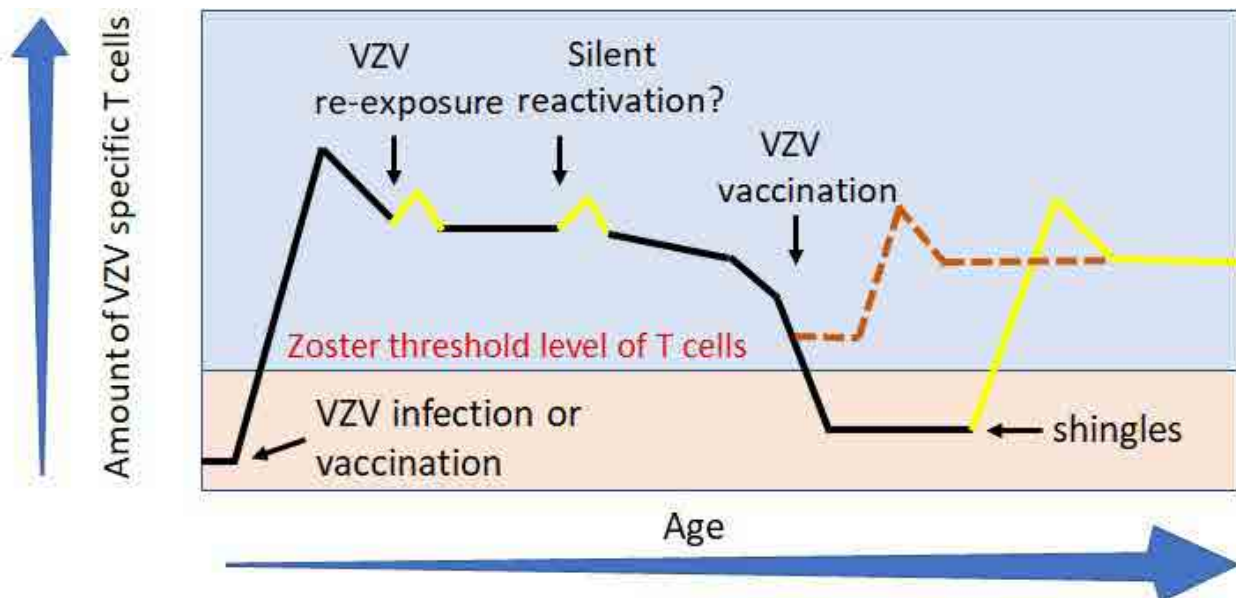 Amount of VZV specific T cells
VZV
re-exposure
Silent
reactivation?
VZV
vaccination
Zoster threshold level of T cells
VZV infection or
vaccination
shingles
Age